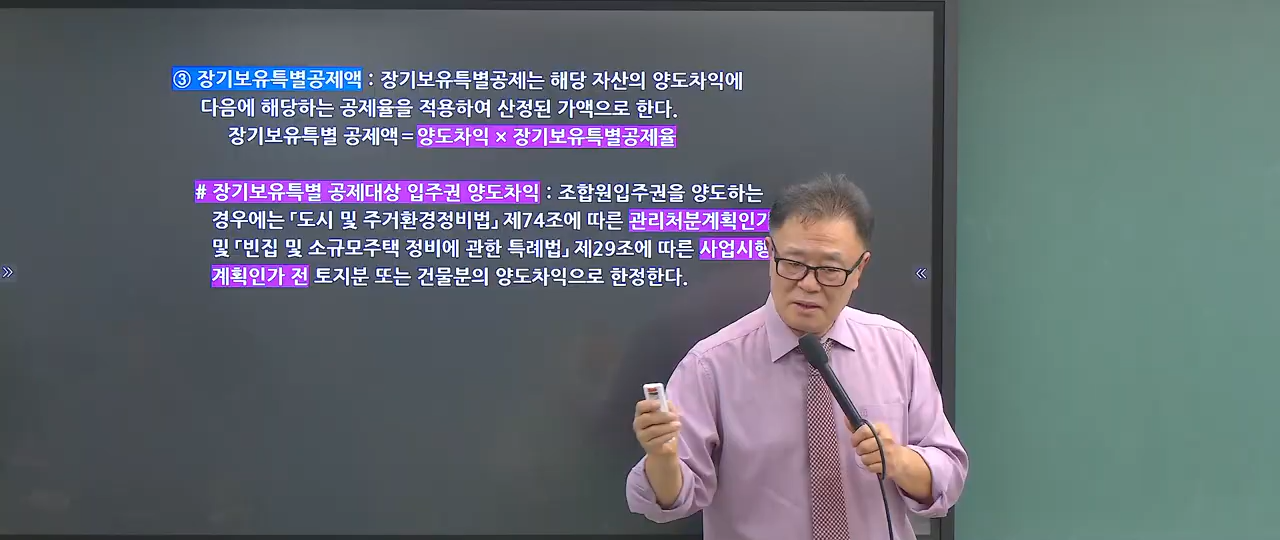 ③ 장기보유특별공제액 : 장기보유특별공제는 해당 자산의 양도차익에
다음에 해당하는 공제율을 적용하여 산정된 가액으로 한다.
장기보유특별 공제액=양도차익 × 장기보유특별공제율
# 장기보유특별 공제대상 입주권 양도차익 : 조합원입주권을 양도하는
경우에는 「도시 및 주거환경정비법」 제74조에 따른 관리처분계획인가
및 「빈집 및 소규모주택 정비에 관한 특례법」 제29조에 따른 사업시행
계획인가 전 토지분 또는 건물분의 양도차익으로 한정한다.